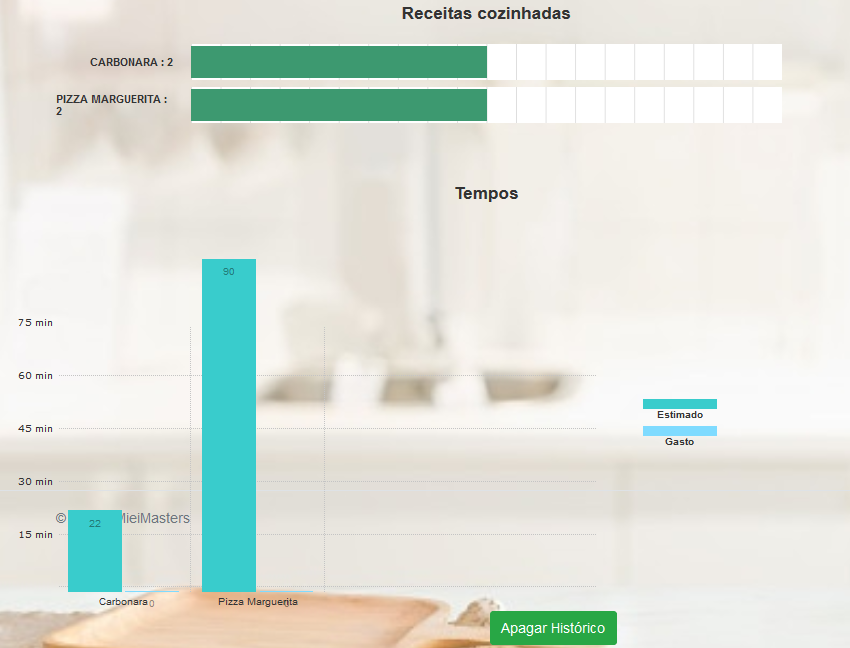 Receitas cozinhadas
CARBONARA : 2
PIZZA MARGUERITA :
2
Tempos
90
75 min
60 min
Estimado
45 min
Gasto
30 min
© MieiMasters
22
15 min
Carbonara 0
Pizza Marguerita
Apagar Histórico